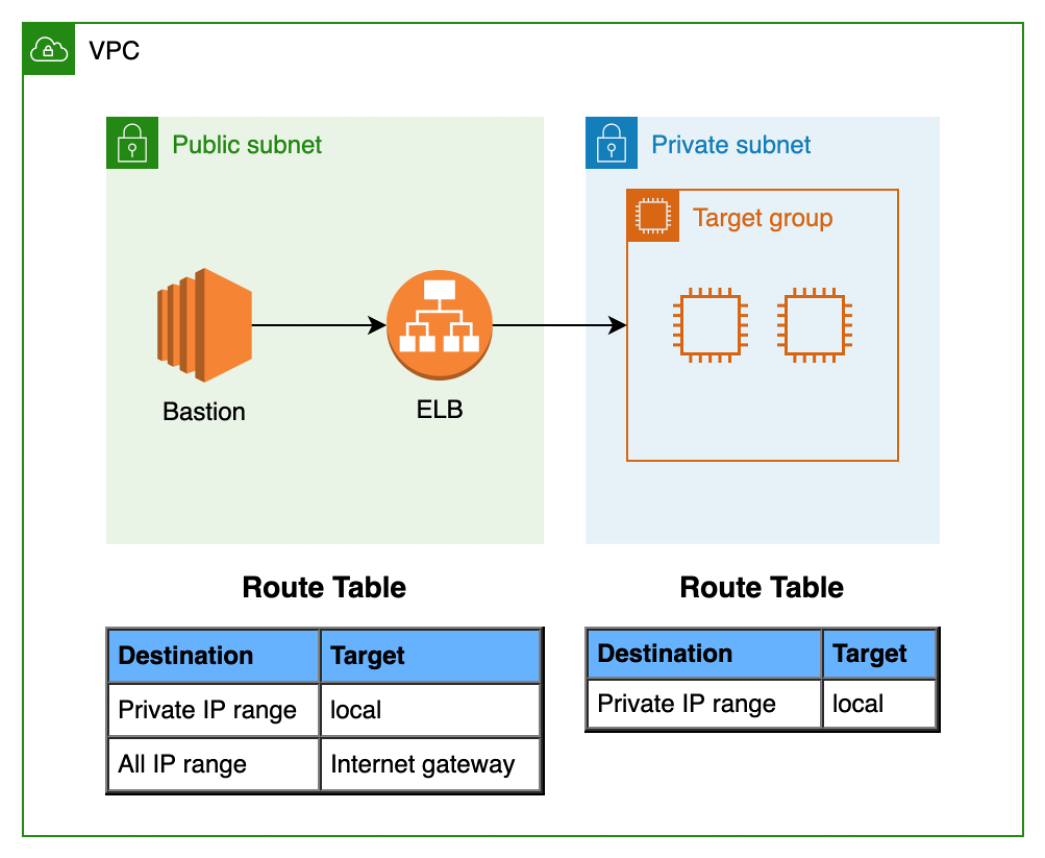 VPC
Public subnet
Private subnet
Target group
Bastion
ELB
Route Table
Destination Target
Private IP range local
All IP range Internet gateway
Route Table
Destination Target
Private IP range local